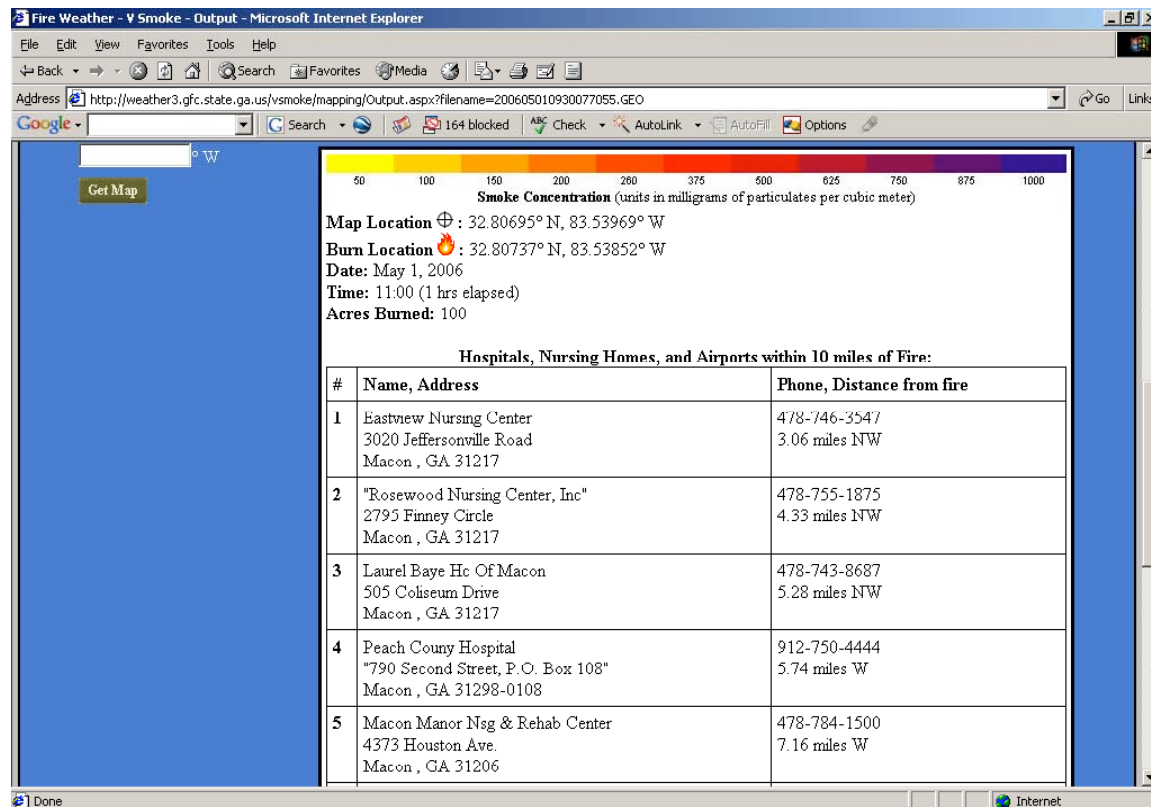 Fire Weather - V Smoke - Output - Microsoft Internet Explorer
File Edit View Favorites Tools Help
Back Search Favorites Media
Address http://weather3.gfc.state.ga.us/vsmoke/mapping/Output.aspx?filename=200605010930077055.GEO Go Links
Google Search 164 blocked ABC Check AutoLink AutoFill Options
° W
Get Map
50 100 150 200 260 375 500 625 750 875 1000
Smoke Concentration (units in milligrams of particulates per cubic meter)
Map Location : 32.80695° N, 83.53969° W
Burn Location : 32.80737° N, 83.53852° W
Date: May 1, 2006
Time: 11:00 (1 hrs elapsed)
Acres Burned: 100
Hospitals, Nursing Homes, and Airports within 10 miles of Fire:
# Name, Address Phone, Distance from fire
1 Eastview Nursing Center 478-746-3547
3020 Jeffersonville Road 3.06 miles NW
Macon , GA 31217
2 "Rosewood Nursing Center, Inc" 478-755-1875
2795 Finney Circle 4.33 miles NW
Macon , GA 31217
3 Laurel Baye Hc Of Macon 478-743-8687
505 Coliseum Drive 5.28 miles NW
Macon , GA 31217
4 Peach Couny Hospital 912-750-4444
"790 Second Street, P.O. Box 108" 5.74 miles W
Macon , GA 31298-0108
5 Macon Manor Nsg & Rehab Center 478-784-1500
4373 Houston Ave. 7.16 miles W
Macon , GA 31206
Done Internet